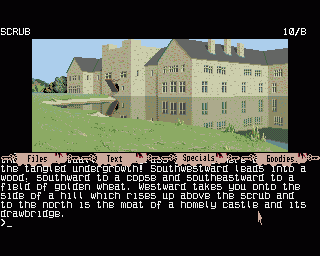 SCRUB 10/8
Files Text Specials Goodies
the tangled undergrowth! Southwestward leads into a
wood; southward to a copse and southeastward to a
field of golden wheat. Westward takes you onto the
side of a hill which rises up above the scrub and
to the north is the moat of a homely castle and its
drawbridge.
>_